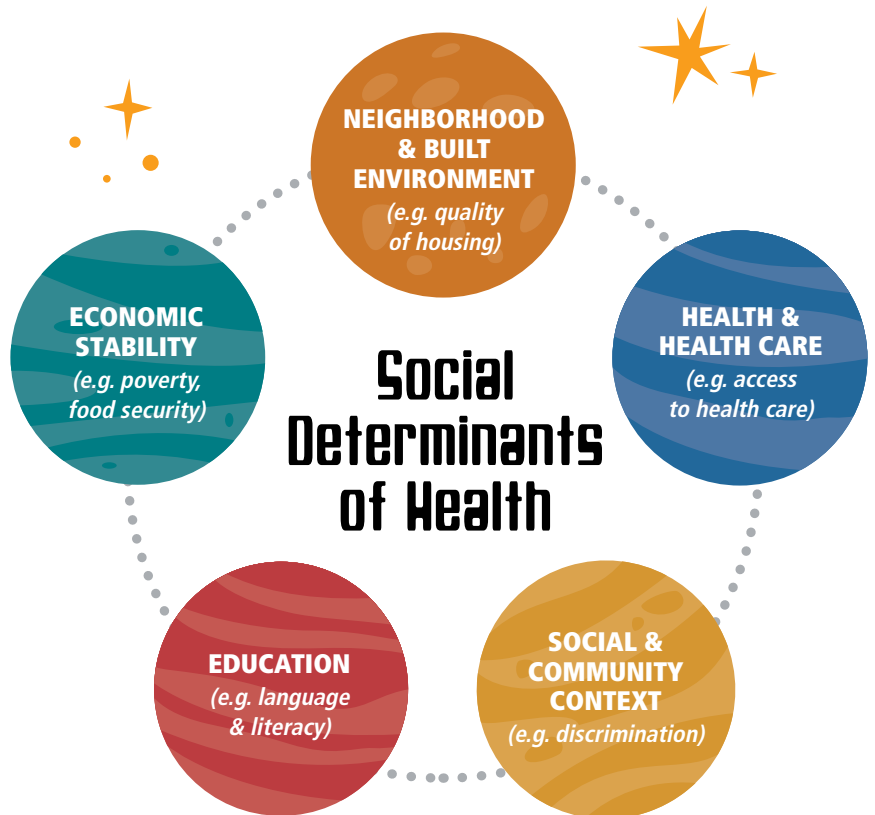 NEIGHBORHOOD
& BUILT
ENVIRONMENT
(e.g. quality
of housing)
ECONOMIC
STABILITY
(e.g. poverty,
food security)
HEALTH &
HEALTH CARE
(e.g. access
to health care)
Social
Determinants
of Health
EDUCATION
(e.g. language
& literacy)
SOCIAL &
COMMUNITY
CONTEXT
(e.g. discrimination)